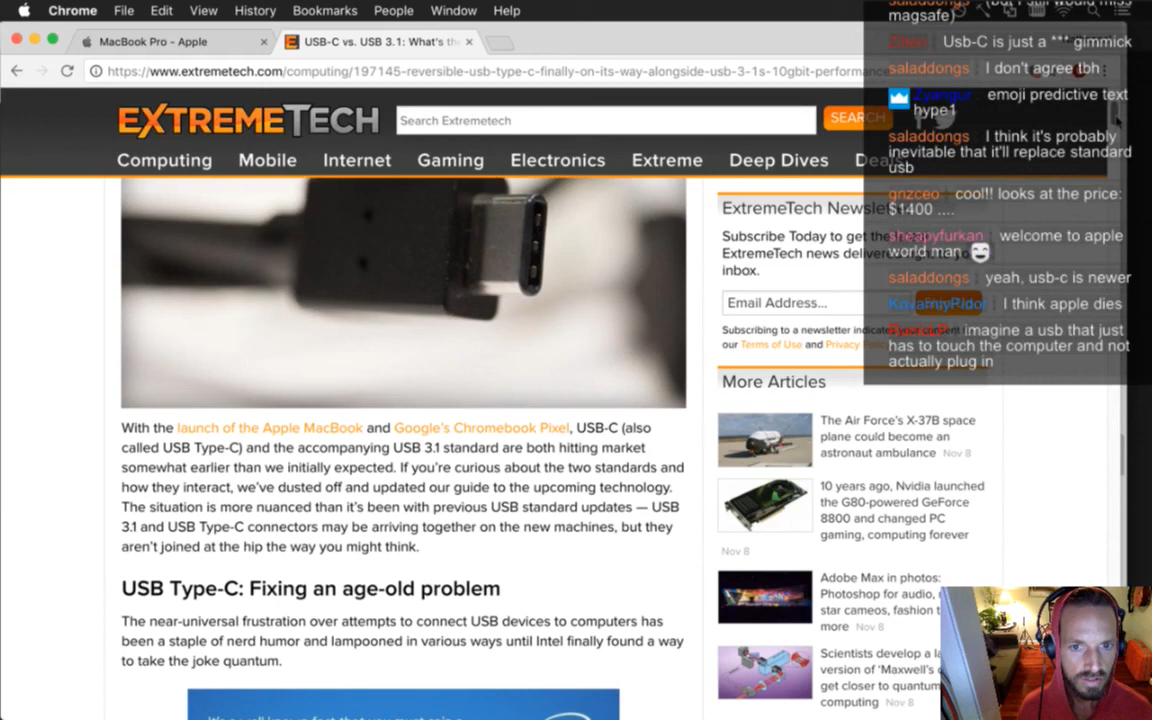 Chrome File Edit View History Bookmarks People Window Help
MacBook Pro - Apple
USB-C vs. USB 3.1: What's the
https://www.extremetech.com/computing/197145-reversible-usb-type-c-finally-on-its-way-alongside-usb-3-1s-10gbit-performance
EXTREMETECH
Search Extremetech
SEARCH
Computing Mobile Internet Gaming Electronics Extreme Deep Dives Deals
With the launch of the Apple MacBook and Google's Chromebook Pixel, USB-C (also
called USB Type-C) and the accompanying USB 3.1 standard are both hitting market
somewhat earlier than we initially expected. If you're curious about the two standards and
how they interact, we've dusted off and updated our guide to the upcoming technology.
The situation is more nuanced than it's been with previous USB standard updates — USB
3.1 and USB Type-C connectors may be arriving together on the new machines, but they
aren't joined at the hip the way you might think.
USB Type-C: Fixing an age-old problem
The near-universal frustration over attempts to connect USB devices to computers has
been a staple of nerd humor and lampooned in various ways until Intel finally found a way
to take the joke quantum.
ExtremeTech Newsletter
Subscribe Today to get the
ExtremeTech news delivered
inbox.
Email Address...
Subscribing to a newsletter indicates
our Terms of Use and Privacy
More Articles
The Air Force's X-37B space
plane could become an
astronaut ambulance Nov 8
10 years ago, Nvidia launched
the G80-powered GeForce
8800 and changed PC
gaming, computing forever
Nov 8
Adobe Max in photos:
Photoshop for audio,
star cameos, fashion
more Nov 8
Scientists develop a
version of 'Maxwell's
get closer to quantum
computing Nov 8
saladdongs (but I still would miss
magsafe)
Usb-C is just a *** gimmick
saladdongs I don't agree tbh
Zyangur emoji predictive text
hype1
saladdongs I think it's probably
inevitable that it'll replace standard
usb
gnzceo cool!! looks at the price:
$1400 ....
sheapyfurkan welcome to apple
world man
saladdongs yeah, usb-c is newer
I think apple dies
imagine a usb that just
has to touch the computer and not
actually plug in